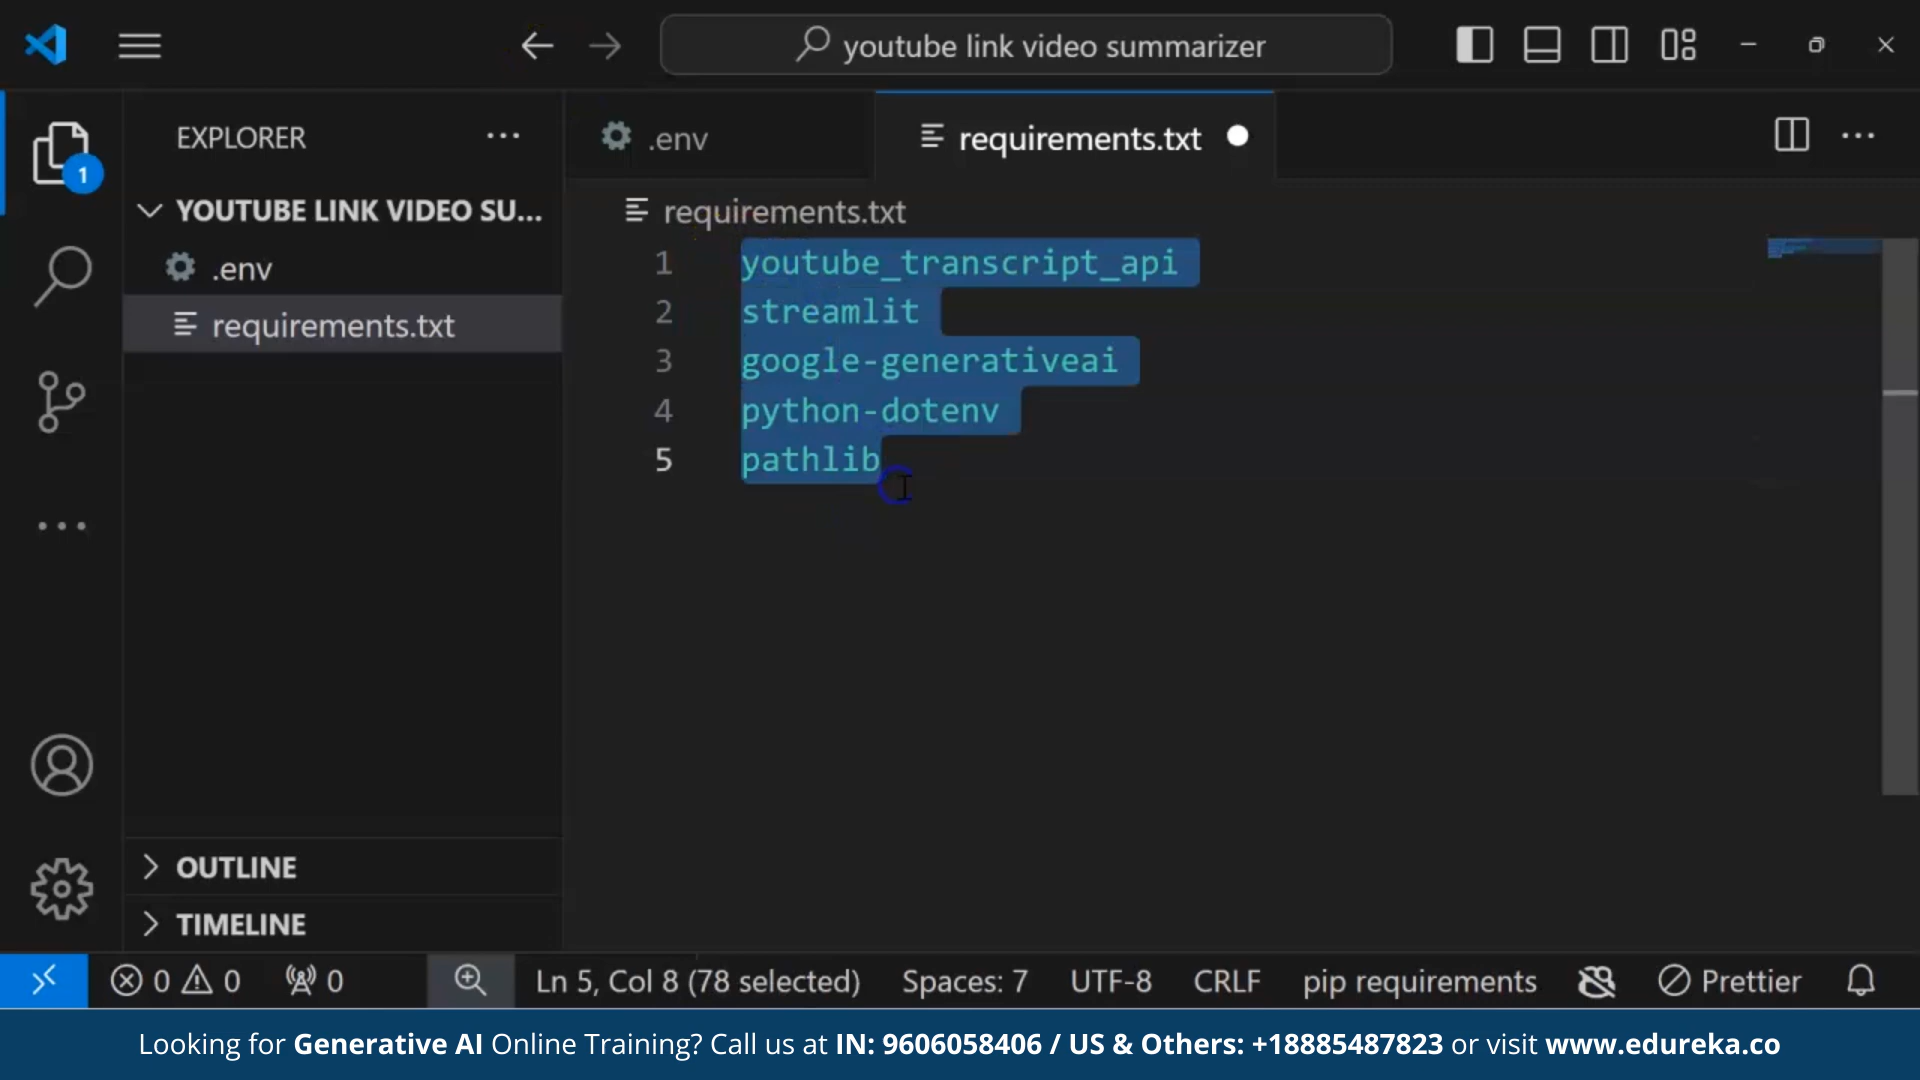 youtube link video summarizer
EXPLORER
YOUTUBE LINK VIDEO SU...
.env
requirements.txt
OUTLINE
TIMELINE
1
.env
requirements.txt
requirements.txt
1 youtube_transcript_api
2 streamlit
3 google-generativeai
4 python-dotenv
5 pathlib
0 0 0 Ln 5, Col 8 (78 selected) Spaces: 7 UTF-8 CRLF pip requirements Prettier
Looking for Generative AI Online Training? Call us at IN: 9606058406 / US & Others: +18885487823 or visit www.edureka.co